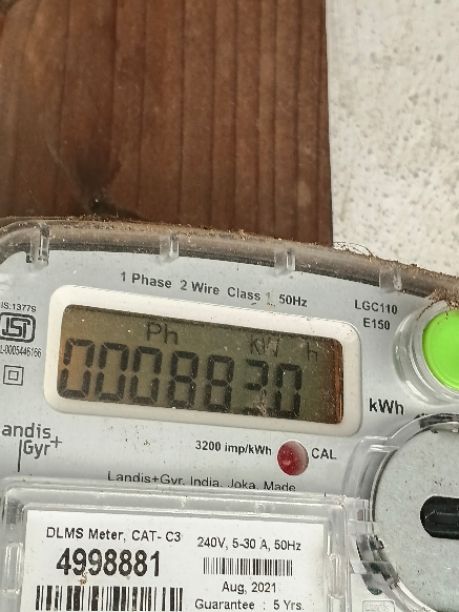 1 Phase 2 Wire Class 1 50Hz
LGC110
E150
IS:13779
Ph kW h
0008830
kWh
andis
Gyr+
3200 imp/kWh CAL
Landis+Gyr, India, Joka, Made
DLMS Meter, CAT- C3
4998881
240V, 5-30 A, 50Hz
Aug, 2021
Guarantee : 5 Yrs.